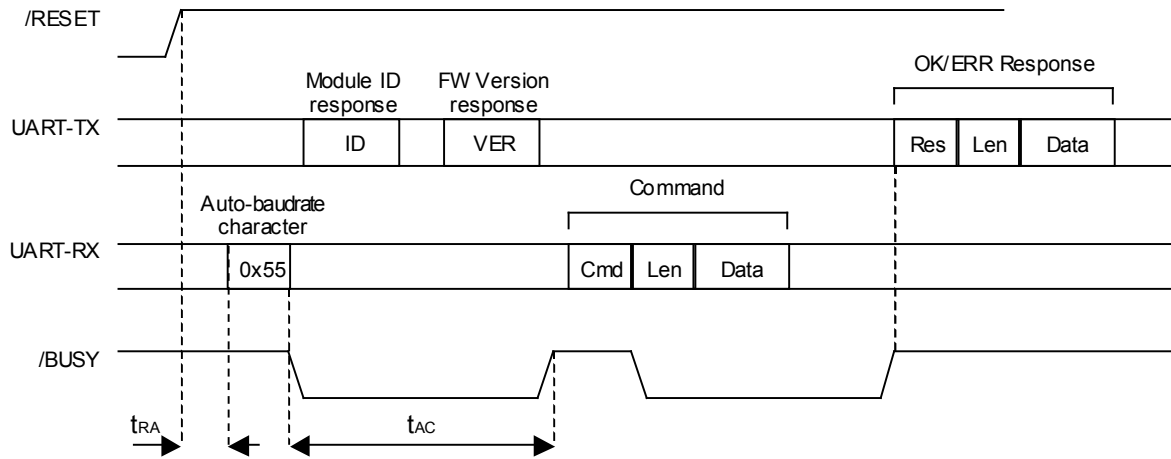 /RESET
OK/ERR Response
Module ID
response
FW Version
response
UART-TX
ID
VER
Res
Len
Data
Command
Auto-baudrate
character
UART-RX
0x55
Cmd
Len
Data
/BUSY
tRA
tAC